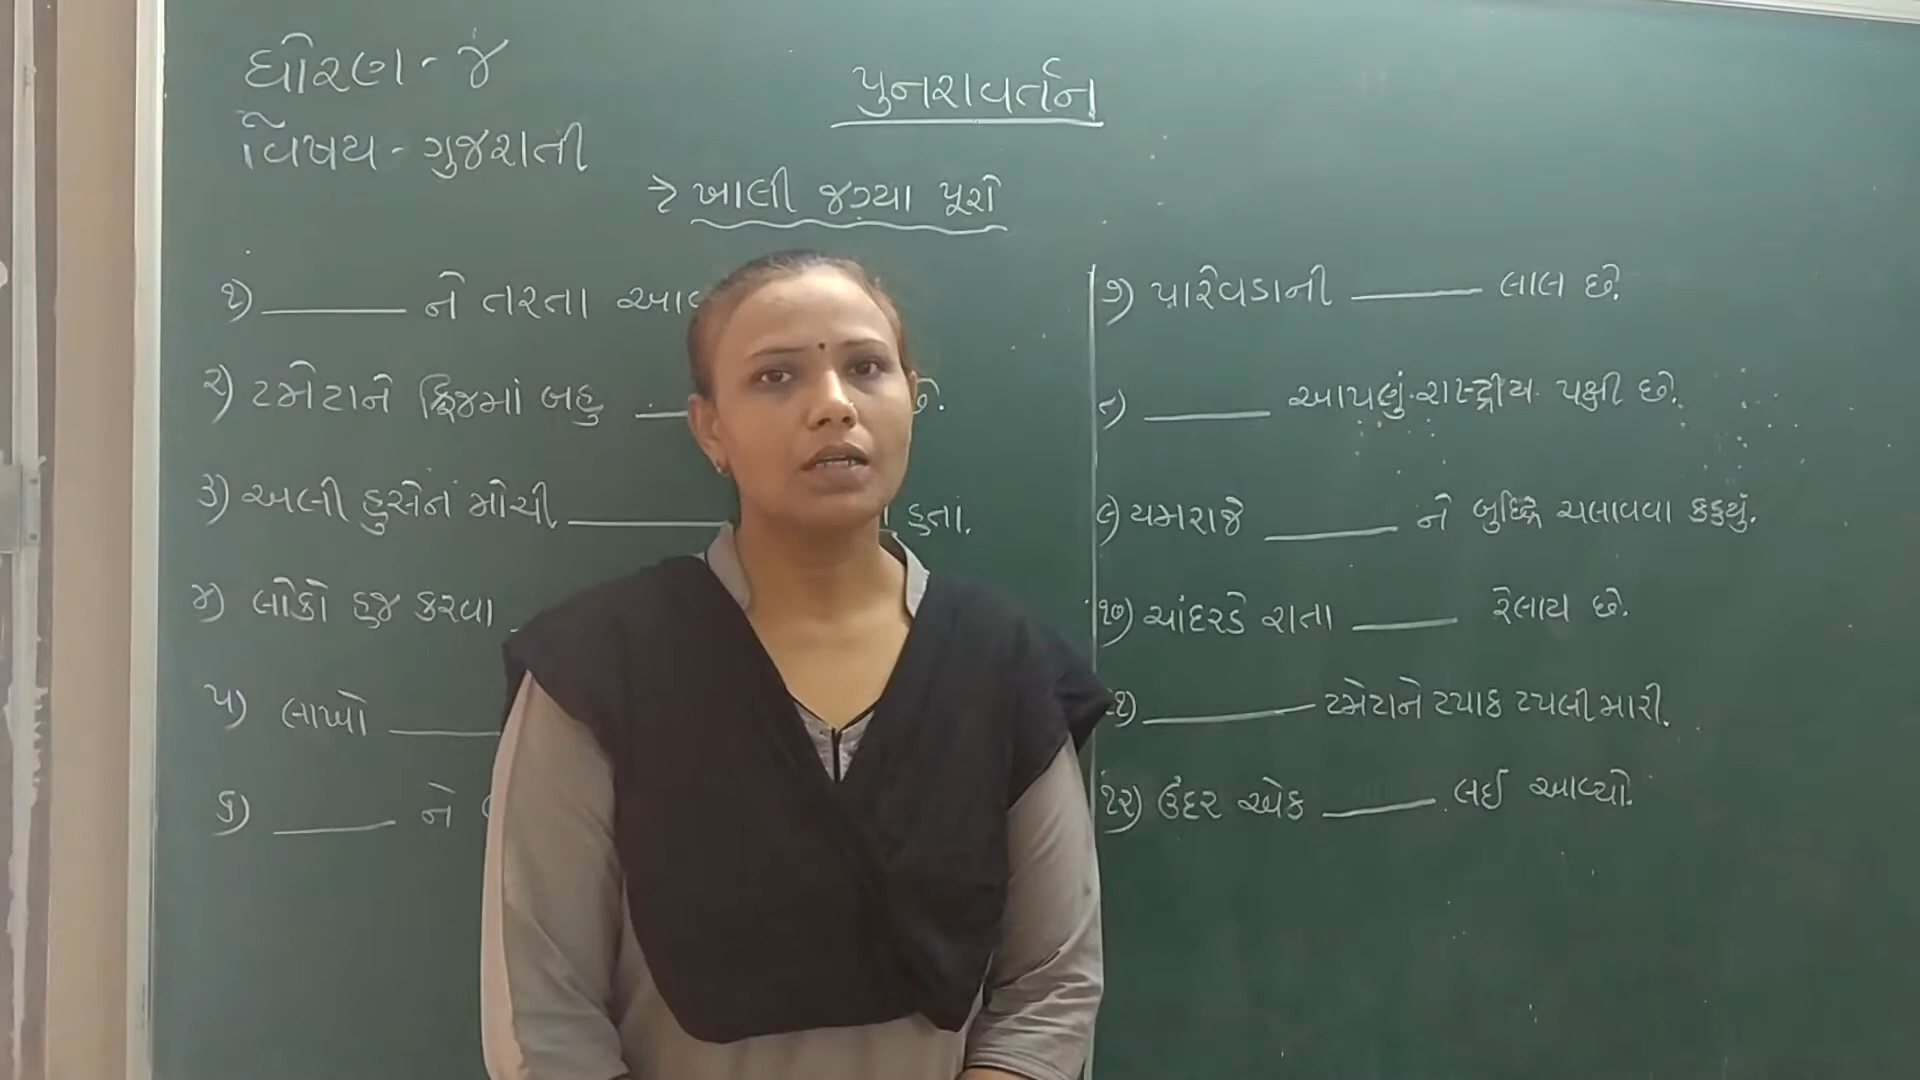 ધોરણ - ૪
વિષય - ગુજરાતી
પુનરાવર્તન
→ ખાલી જગ્યા પૂરો
૧) ______ ને તરતા
૨) ટમેટાને ફ્રિજમાં બહુ ______ છે.
૩) અલી હુસેન મોચી ______ હતા.
૪) લોકો હજ કરવા
૫) લાખો ______
૬) ______ ને
૭) પારેવડાની ______ લાલ છે.
૮) ______ આપણું રાષ્ટ્રીય પક્ષી છે.
૯) યમરાજે ______ ને બુદ્ધિ ચલાવવા કહ્યું.
૧૦) ચાંદરડે રાતા ______ રેલાય છે.
૧૧) ______ ટમેટાને ટપાક ટપલી મારી.
૧૨) ઉંદર એક ______ લઈ આવ્યો.